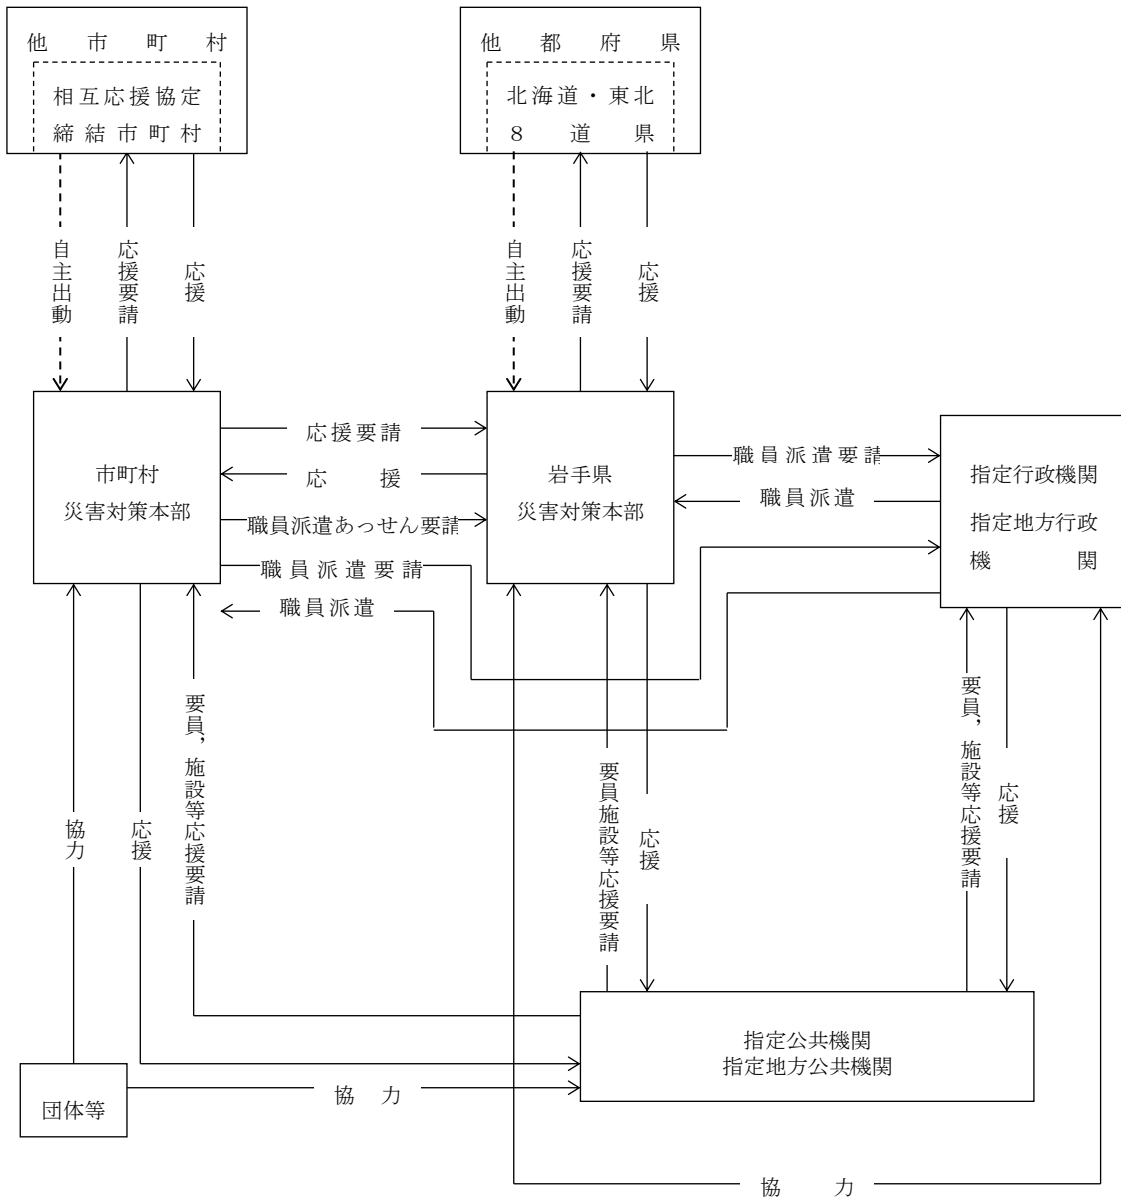 他市町村
相互応援協定
締結市町村
他都府県
北海道・東北
８道県
自主出動
応援要請
応援
自主出動
応援要請
応援
市町村
災害対策本部
応援要請
応援
職員派遣あっせん要請
職員派遣要請
職員派遣
岩手県
災害対策本部
職員派遣要請
職員派遣
指定行政機関
指定地方行政
機関
協力
応援
要員，施設等応援要請
要員施設等応援要請
応援
要員，施設等応援要請
応援
指定公共機関
指定地方公共機関
団体等
協力
協力